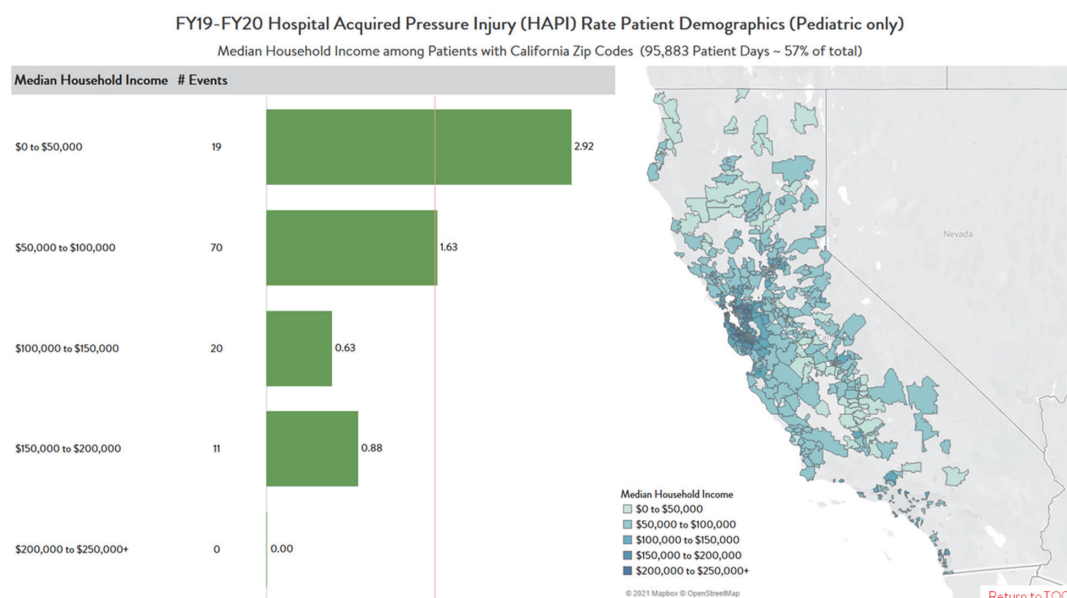 FY19-FY20 Hospital Acquired Pressure Injury (HAPI) Rate Patient Demographics (Pediatric only)
Median Household Income among Patients with California Zip Codes (95,883 Patient Days ~ 57% of total)
Median Household Income # Events
$0 to $50,000 19 2.92
$50,000 to $100,000 70 1.63
$100,000 to $150,000 20 0.63
$150,000 to $200,000 11 0.88
$200,000 to $250,000+ 0 0.00
Nevada
Median Household Income
$0 to $50,000
$50,000 to $100,000
$100,000 to $150,000
$150,000 to $200,000
$200,000 to $250,000+
© 2021 Mapbox © OpenStreetMap
Return to TOC